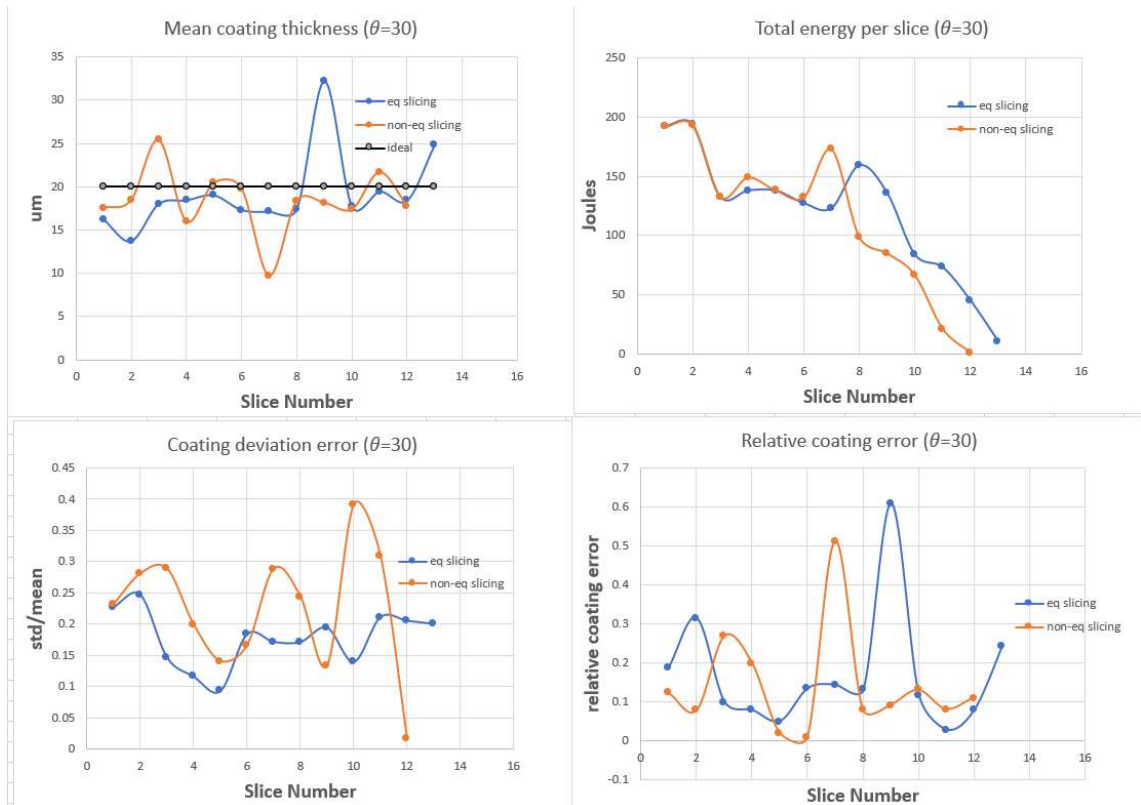 Mean coating thickness (θ=30)
35
30
25
20
15
10
5
0
um
eq slicing
non-eq slicing
ideal
0 2 4 6 8 10 12 14 16
Slice Number
Total energy per slice (θ=30)
250
200
150
100
50
0
Joules
eq slicing
non-eq slicing
0 2 4 6 8 10 12 14 16
Slice Number
Coating deviation error (θ=30)
0.45
0.4
0.35
0.3
0.25
0.2
0.15
0.1
0.05
0
std/mean
eq slicing
non-eq slicing
0 2 4 6 8 10 12 14 16
Slice Number
Relative coating error (θ=30)
0.7
0.6
0.5
0.4
0.3
0.2
0.1
0
-0.1
relative coating error
eq slicing
non-eq slicing
0 2 4 6 8 10 12 14 16
Slice Number